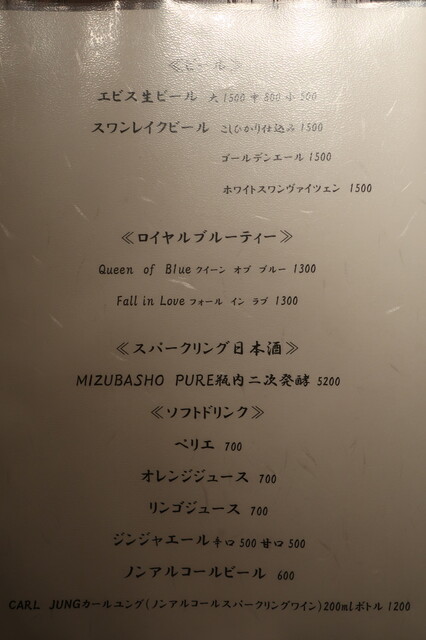 ≪ビール≫
エビス生ビール 大1500 中800 小500
スワンレイクビール こしひかり仕込み 1500
ゴールデンエール 1500
ホワイトスワンヴァイツェン 1500
≪ロイヤルブルーティー≫
Queen of Blue クイーン オブ ブルー 1300
Fall in Love フォール イン ラブ 1300
≪スパークリング日本酒≫
MIZUBASHO PURE瓶内二次発酵 5200
≪ソフトドリンク≫
ペリエ 700
オレンジジュース 700
リンゴジュース 700
ジンジャエール 辛口 500 甘口 500
ノンアルコールビール 600
CARL JUNGカールユング(ノンアルコールスパークリングワイン)200mlボトル 1200